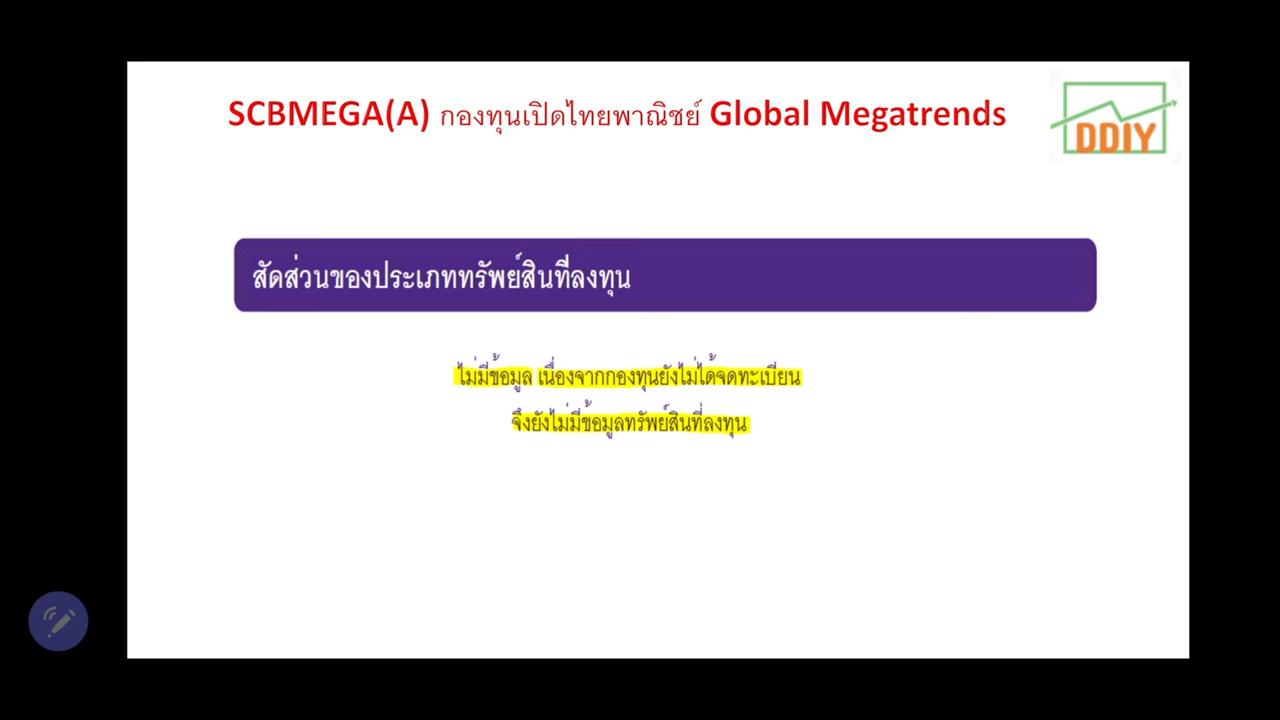 SCBMEGA(A) กองทุนเปิดไทยพาณิชย์ Global Megatrends
DDIY
สัดส่วนของประเภททรัพย์สินที่ลงทุน
ไม่มีข้อมูล เนื่องจากกองทุนยังไม่ได้จดทะเบียน
จึงยังไม่มีข้อมูลทรัพย์สินที่ลงทุน